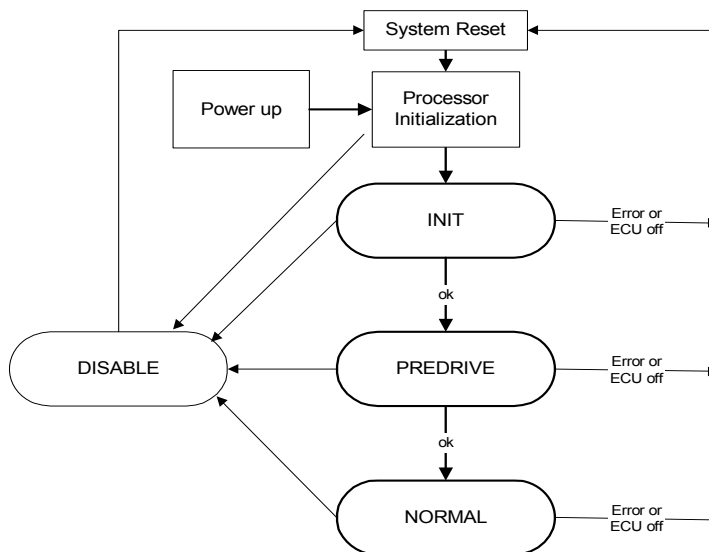 System Reset
Power up
Processor
Initialization
INIT
Error or
ECU off
ok
DISABLE
PREDRIVE
Error or
ECU off
ok
NORMAL
Error or
ECU off